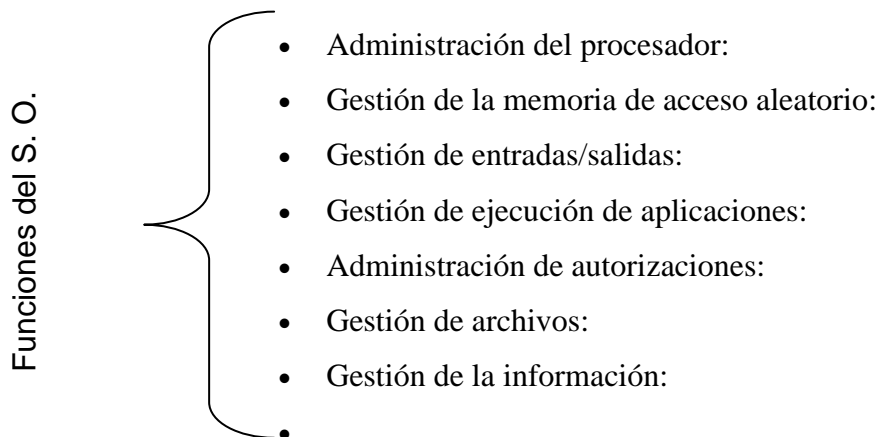 Funciones del S. O.
• Administración del procesador:
• Gestión de la memoria de acceso aleatorio:
• Gestión de entradas/salidas:
• Gestión de ejecución de aplicaciones:
• Administración de autorizaciones:
• Gestión de archivos:
• Gestión de la información:
•